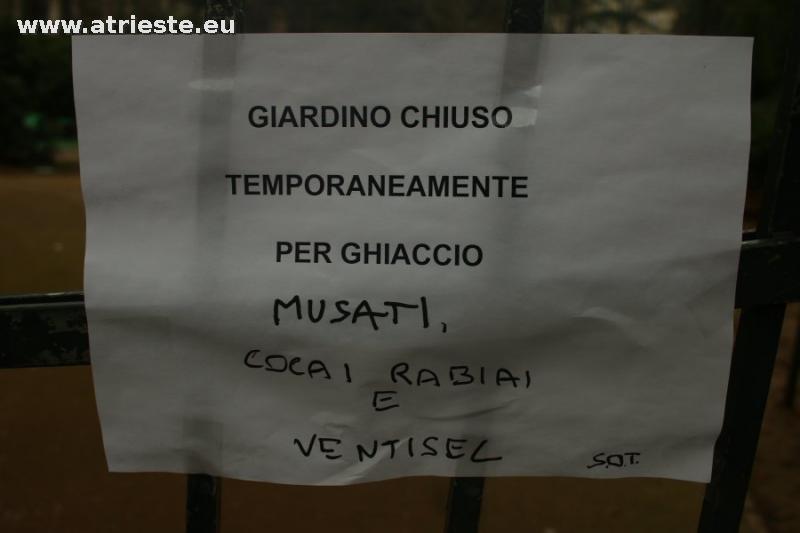 www.atrieste.eu
GIARDINO CHIUSO
TEMPORANEAMENTE
PER GHIACCIO
MUSATI,
COCAI RABIAI
E
VENTISEL
S.O.T.